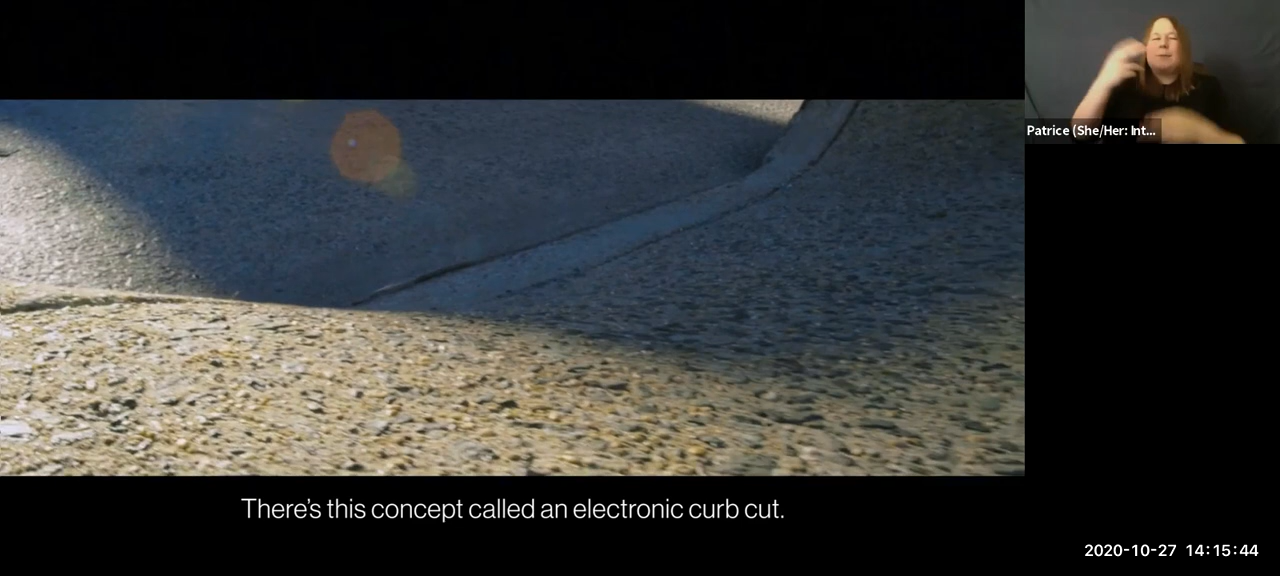 Patrice (She/Her: Int...
There's this concept called an electronic curb cut.
2020-10-27 14:15:44